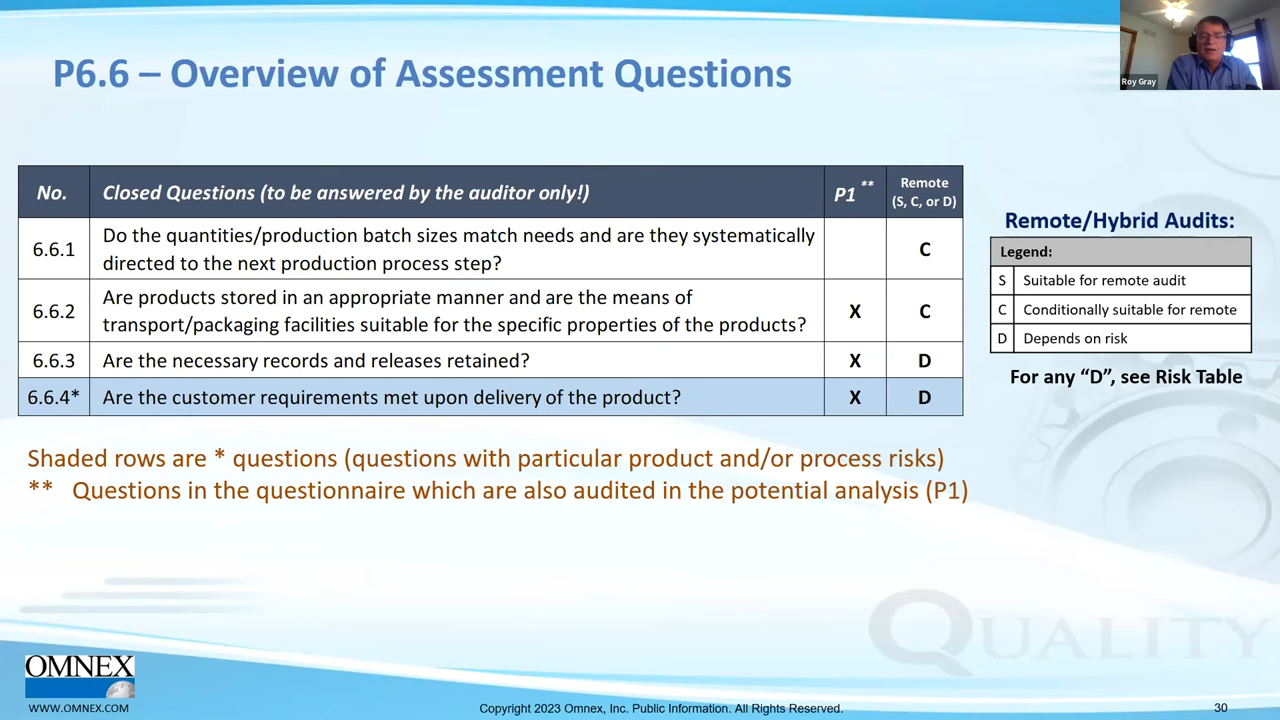 P6.6 – Overview of Assessment Questions
Roy Gray
No.
Closed Questions (to be answered by the auditor only!)
P1 **
Remote
(S, C, or D)
6.6.1
Do the quantities/production batch sizes match needs and are they systematically
directed to the next production process step?
C
6.6.2
Are products stored in an appropriate manner and are the means of
transport/packaging facilities suitable for the specific properties of the products?
X
C
6.6.3
Are the necessary records and releases retained?
X
D
6.6.4*
Are the customer requirements met upon delivery of the product?
X
D
Remote/Hybrid Audits:
Legend:
S Suitable for remote audit
C Conditionally suitable for remote
D Depends on risk
For any “D”, see Risk Table
Shaded rows are * questions (questions with particular product and/or process risks)
** Questions in the questionnaire which are also audited in the potential analysis (P1)
QUALITY
OMNEX
WWW.OMNEX.COM
Copyright 2023 Omnex, Inc. Public Information. All Rights Reserved.
30